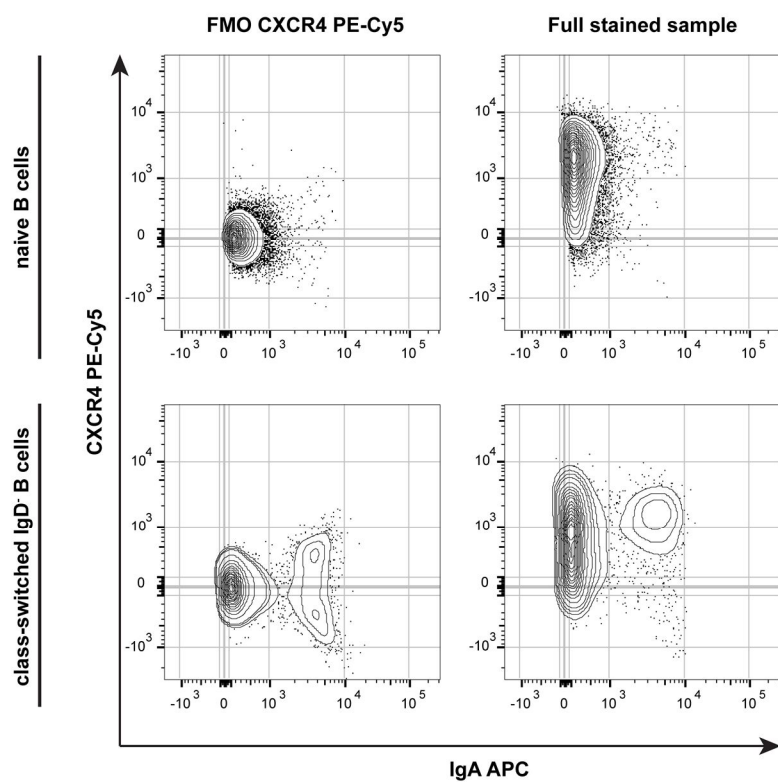 FMO CXCR4 PE-Cy5
Full stained sample
naive B cells
10⁴
10³
0
-10³
-10³ 0 10³ 10⁴ 10⁵
10⁴
10³
0
-10³
-10³ 0 10³ 10⁴ 10⁵
CXCR4 PE-Cy5
class-switched IgD⁻ B cells
10⁴
10³
0
-10³
-10³ 0 10³ 10⁴ 10⁵
10⁴
10³
0
-10³
-10³ 0 10³ 10⁴ 10⁵
IgA APC